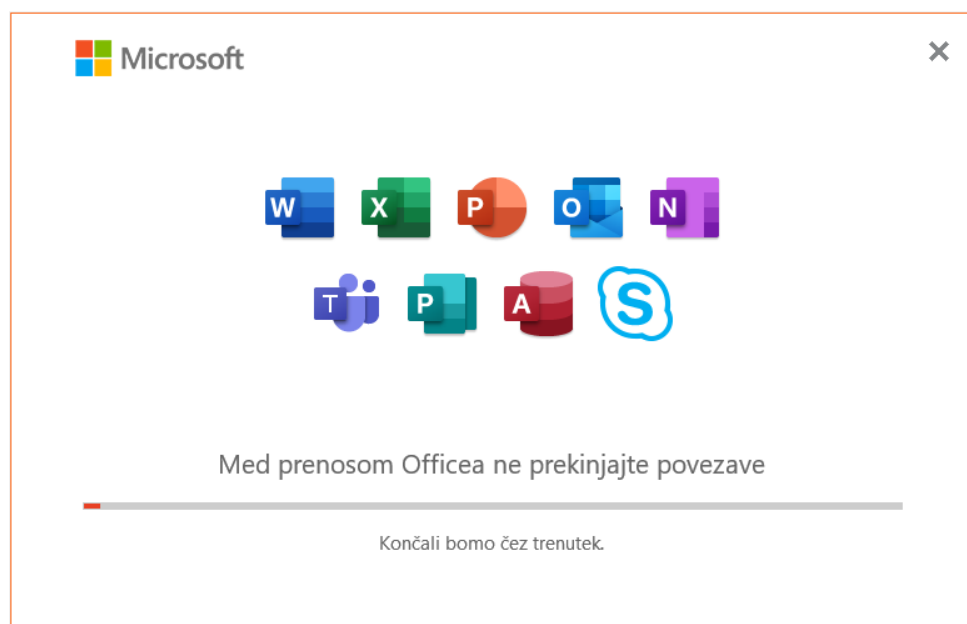 Microsoft
W X P O N
T P A S
Med prenosom Officea ne prekinjajte povezave
Končali bomo čez trenutek.